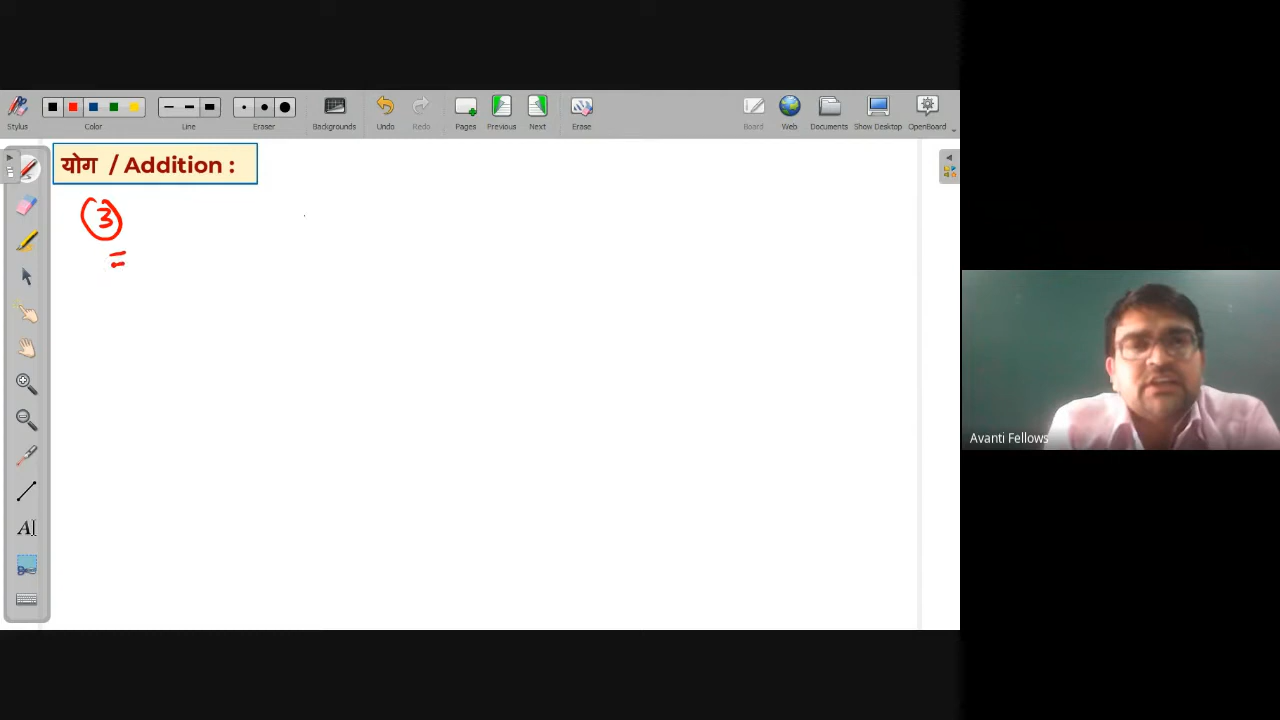 Stylus
Color
Line
Eraser
Backgrounds
Undo
Redo
Pages
Previous
Next
Erase
Board
Web
Documents
Show Desktop
OpenBoard
योग / Addition :
3
=
A
Avanti Fellows